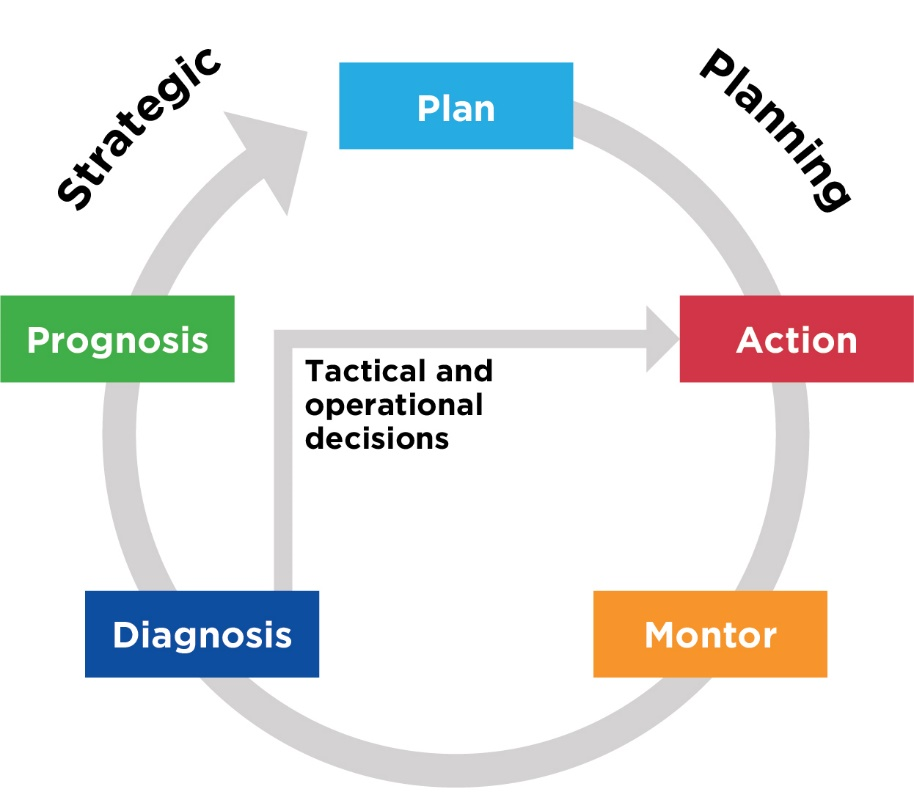 Strategic
Planning
Plan
Prognosis
Action
Tactical and
operational
decisions
Diagnosis
Montor